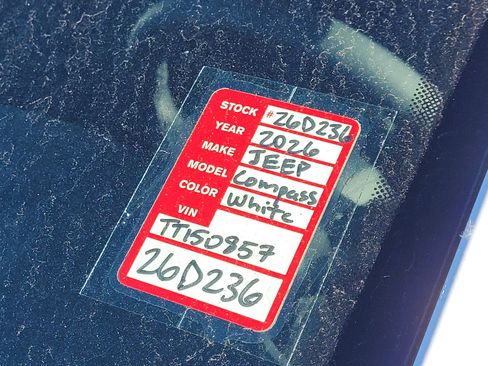 STOCK #26D236
YEAR 2026
MAKE JEEP
MODEL Compass
COLOR White
VIN
TT150957
26D236